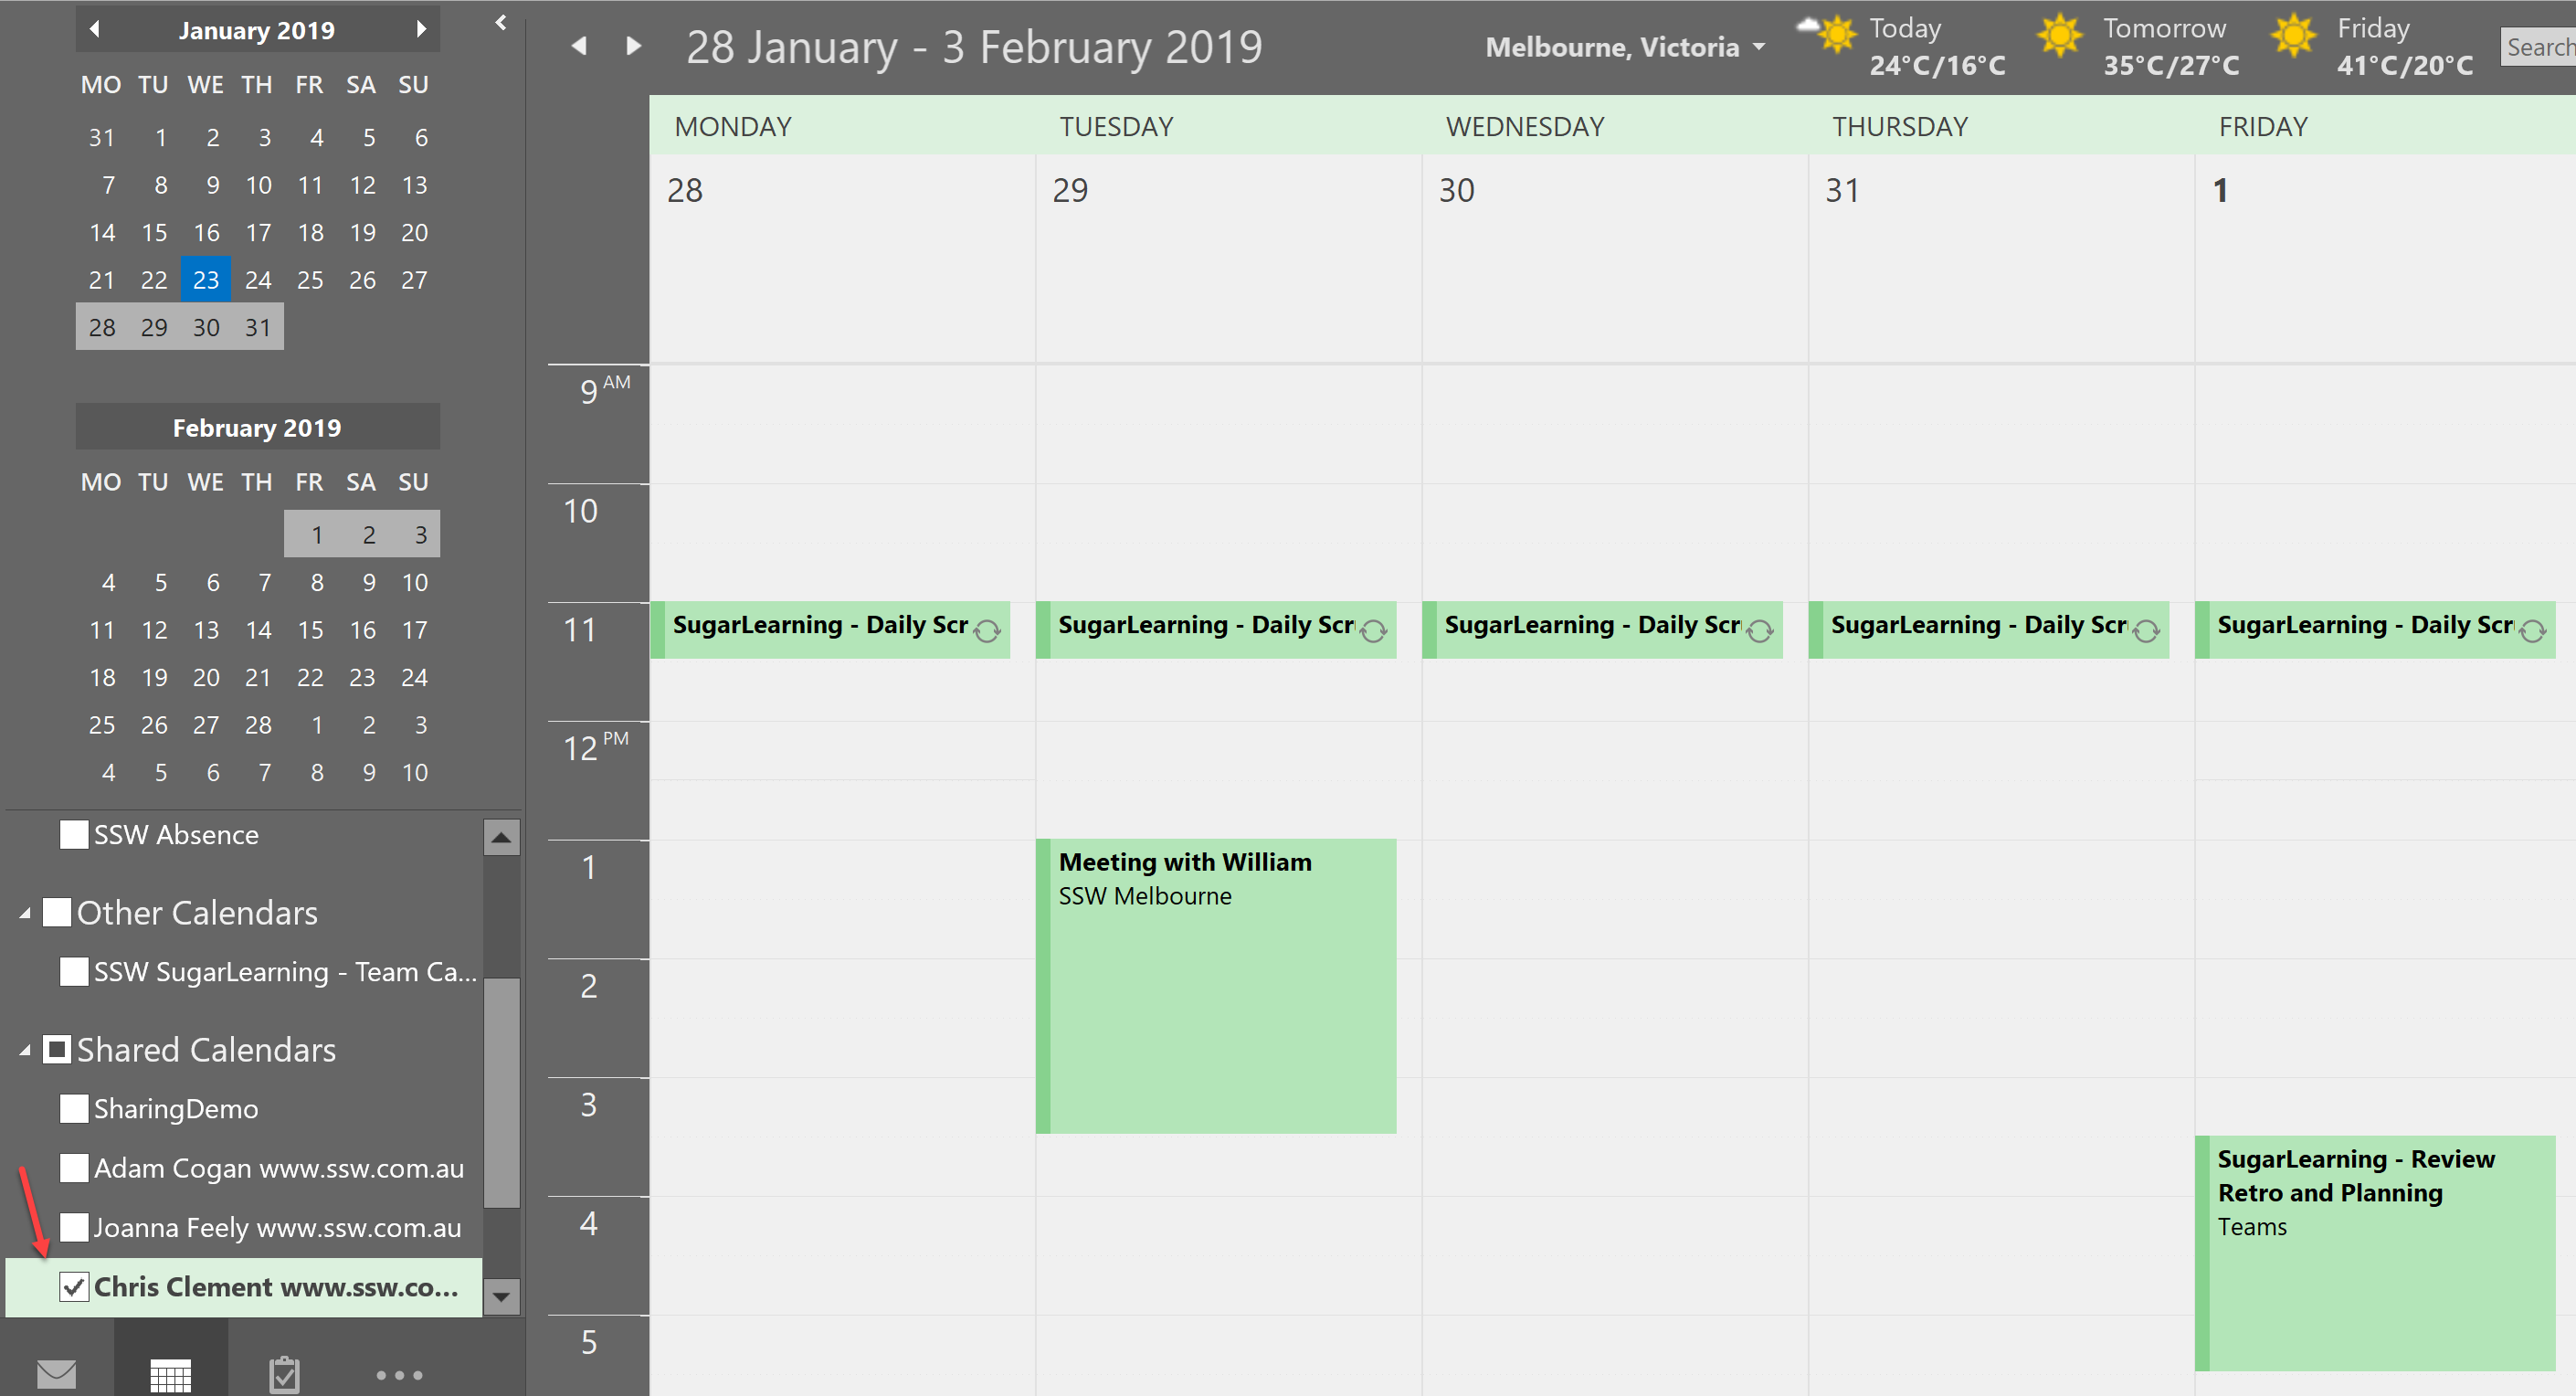 January 2019
MO TU WE TH FR SA SU
31 1 2 3 4 5 6
7 8 9 10 11 12 13
14 15 16 17 18 19 20
21 22 23 24 25 26 27
28 29 30 31
February 2019
MO TU WE TH FR SA SU
1 2 3
4 5 6 7 8 9 10
11 12 13 14 15 16 17
18 19 20 21 22 23 24
25 26 27 28 1 2 3
4 5 6 7 8 9 10
SSW Absence
Other Calendars
SSW SugarLearning - Team Ca...
Shared Calendars
SharingDemo
Adam Cogan www.ssw.com.au
Joanna Feely www.ssw.com.au
Chris Clement www.ssw.co...
28 January - 3 February 2019
Melbourne, Victoria
Today
24°C/16°C
Tomorrow
35°C/27°C
Friday
41°C/20°C
Search
MONDAY TUESDAY WEDNESDAY THURSDAY FRIDAY
28 29 30 31 1
9 AM
10
11
SugarLearning - Daily Scr
SugarLearning - Daily Scr
SugarLearning - Daily Scr
SugarLearning - Daily Scr
SugarLearning - Daily Scr
12 PM
1
Meeting with William
SSW Melbourne
2
3
SugarLearning - Review
Retro and Planning
Teams
4
5